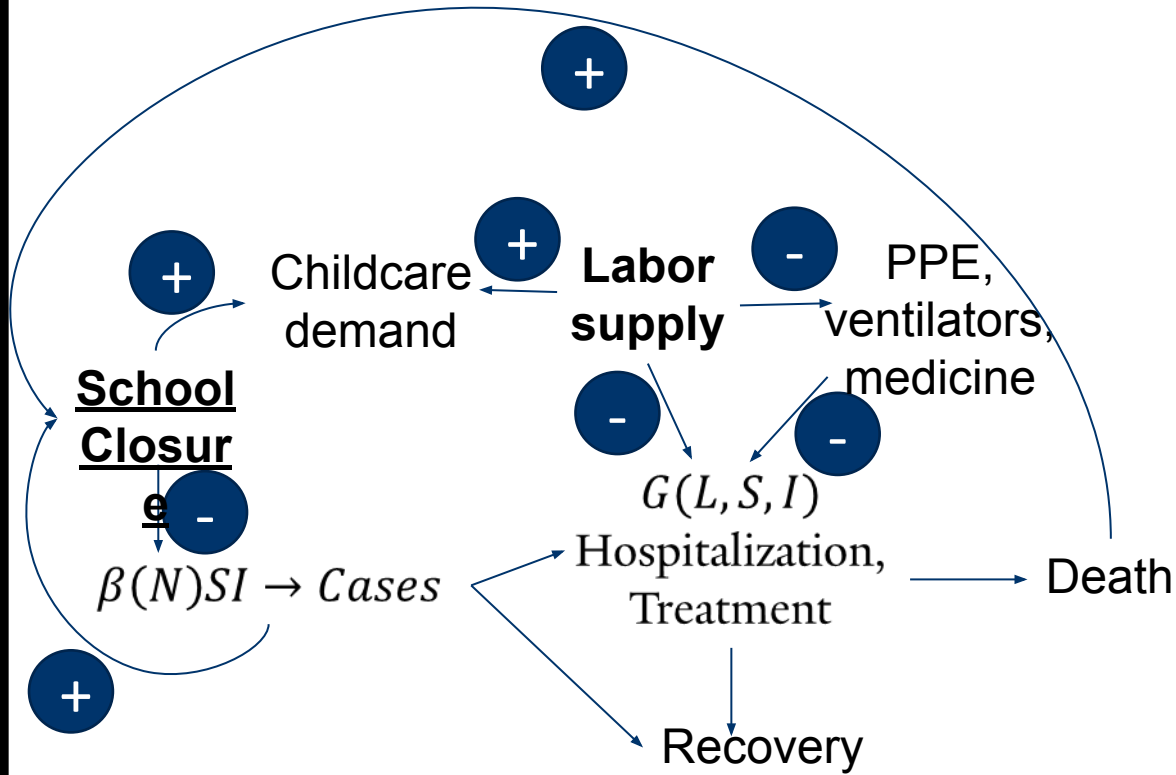 +
+
Childcare
demand
+
Labor
supply
-
PPE,
ventilators,
medicine
School
Closur
e
-
-
-
G(L, S, I)
Hospitalization,
Treatment
β(N)SI → Cases
Death
+
Recovery